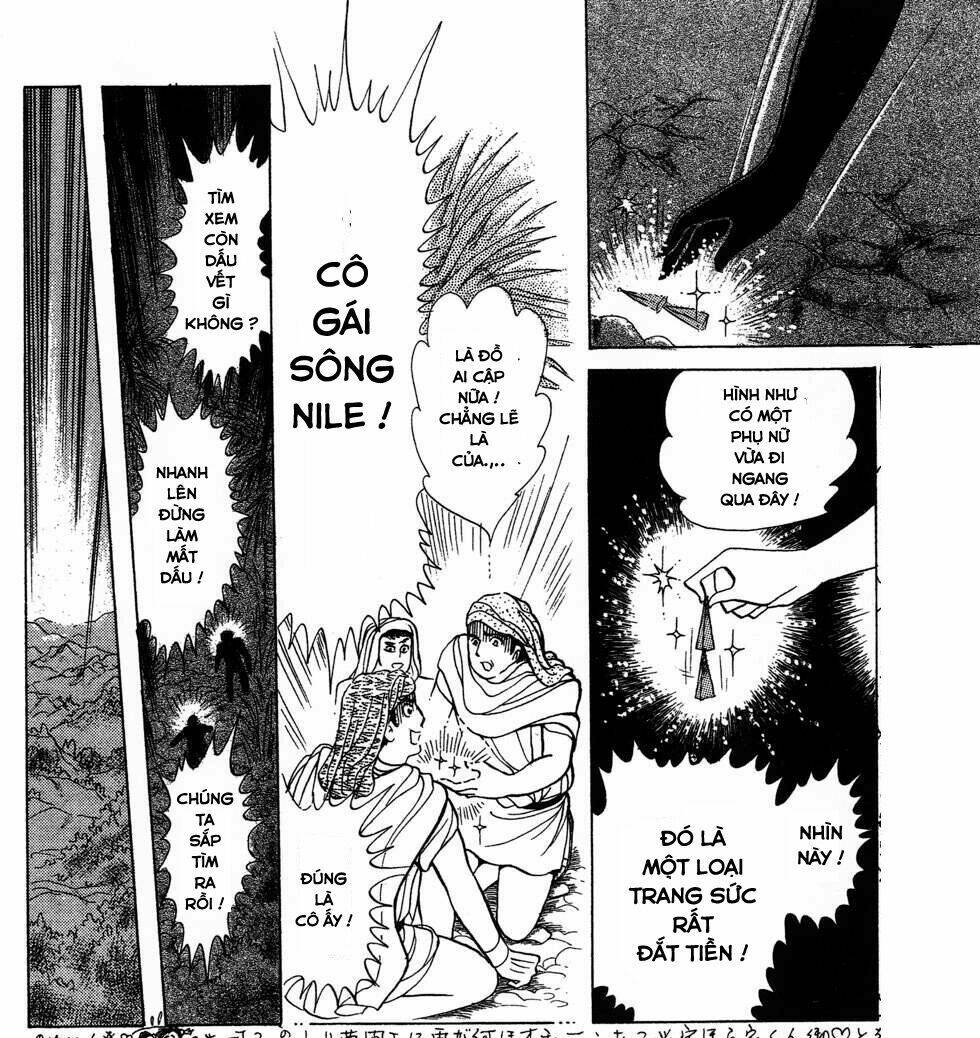 HÌNH NHƯ
CÓ MỘT
PHỤ NỮ
VỪA ĐI
NGANG
QUA ĐÂY !
NHÌN
NÀY !
ĐÓ LÀ
MỘT LOẠI
TRANG SỨC
RẤT
ĐẮT TIỀN !
LÀ ĐỒ
AI CẬP
NỮA !
CHẲNG LẼ
LÀ
CỦA.,..
CÔ
GÁI
SÔNG
NILE !
ĐÚNG
LÀ
CÔ ẤY !
TÌM
XEM
CÒN
DẤU
VẾT
GÌ
KHÔNG ?
NHANH
LÊN
ĐỪNG
LÀM
MẤT
DẤU !
CHÚNG
TA
SẮP
TÌM
RA
RỒI !